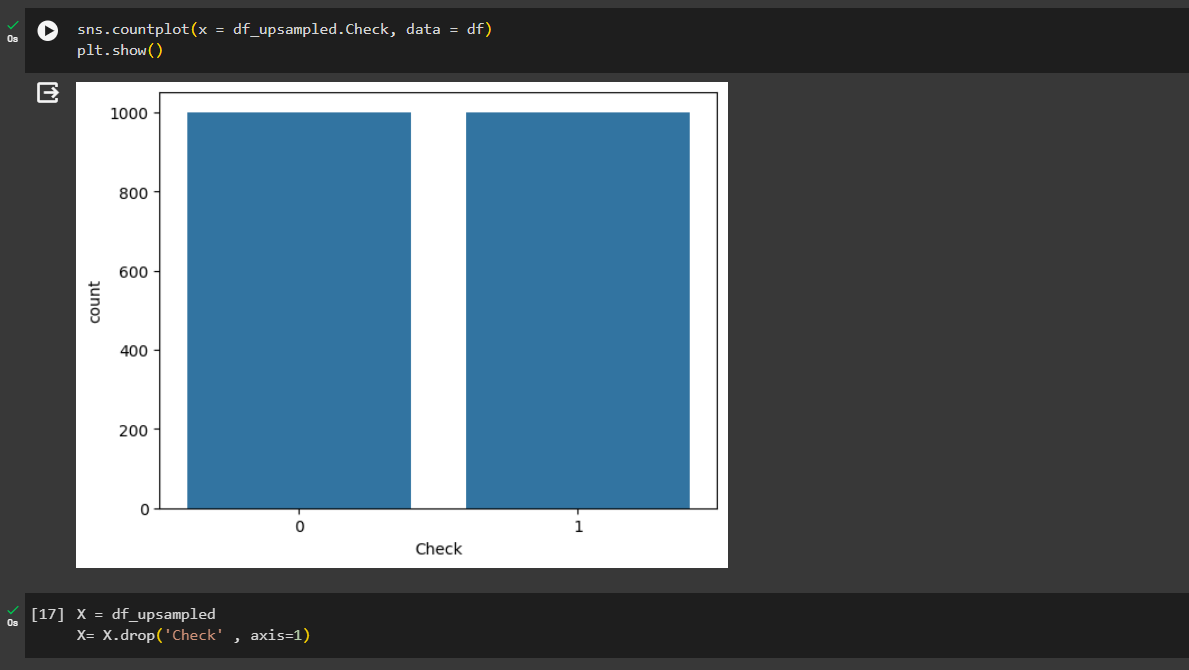 0s
sns.countplot(x = df_upsampled.Check, data = df)
plt.show()
1000
800
600
400
200
0
count
0 1
Check
0s
[17] X = df_upsampled
X= X.drop('Check' , axis=1)